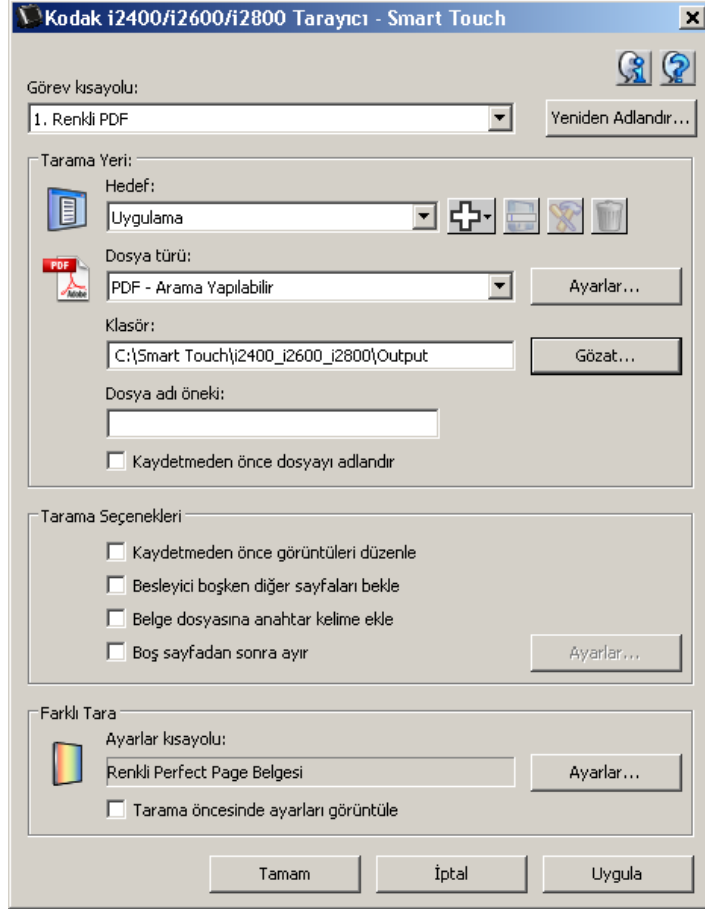 Kodak i2400/i2600/i2800 Tarayıcı - Smart Touch
Görev kısayolu:
1. Renkli PDF
Yeniden Adlandır...
Tarama Yeri:
Hedef:
Uygulama
Dosya türü:
PDF
Adobe
PDF - Arama Yapılabilir
Ayarlar...
Klasör:
C:\Smart Touch\i2400_i2600_i2800\Output
Gözat...
Dosya adı öneki:
Kaydetmeden önce dosyayı adlandır
Tarama Seçenekleri
Kaydetmeden önce görüntüleri düzenle
Besleyici boşken diğer sayfaları bekle
Belge dosyasına anahtar kelime ekle
Boş sayfadan sonra ayır
Ayarlar...
Farklı Tara
Ayarlar kısayolu:
Renkli Perfect Page Belgesi
Ayarlar...
Tarama öncesinde ayarları görüntüle
Tamam
İptal
Uygula